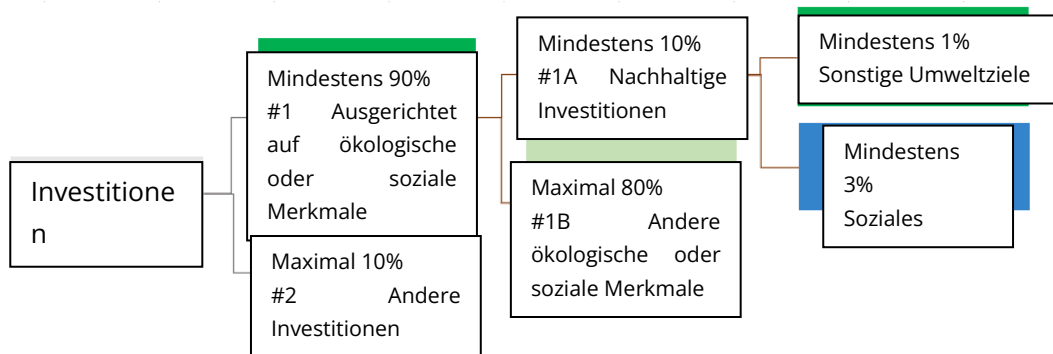 Investitione
n
Mindestens 90%
#1 Ausgerichtet
auf ökologische
oder soziale
Merkmale
Maximal 10%
#2 Andere
Investitionen
Mindestens 10%
#1A Nachhaltige
Investitionen
Maximal 80%
#1B Andere
ökologische oder
soziale Merkmale
Mindestens 1%
Sonstige Umweltziele
Mindestens
3%
Soziales